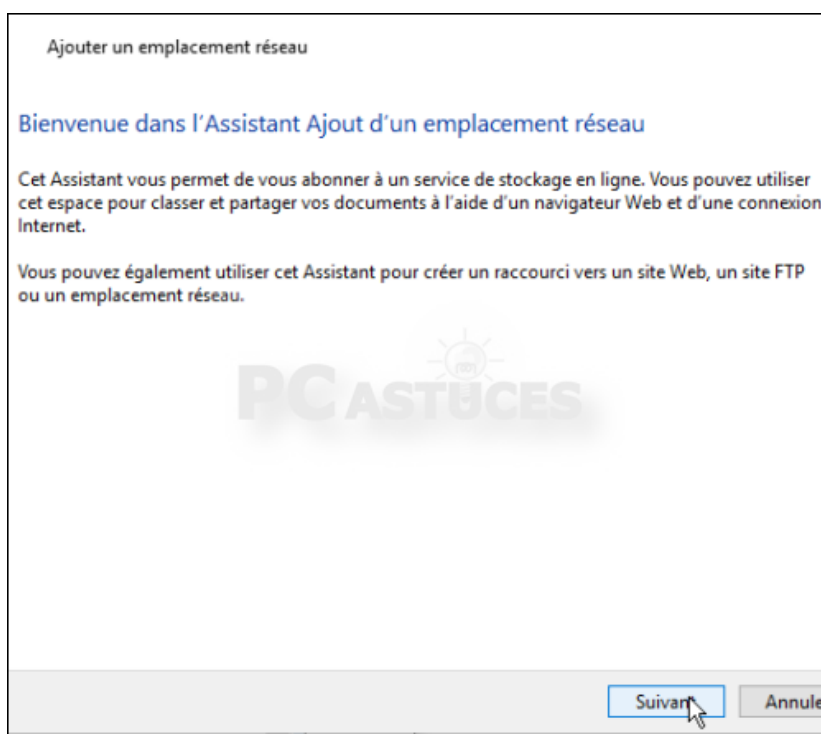 Ajouter un emplacement réseau
Bienvenue dans l'Assistant Ajout d'un emplacement réseau
Cet Assistant vous permet de vous abonner à un service de stockage en ligne. Vous pouvez utiliser
cet espace pour classer et partager vos documents à l'aide d'un navigateur Web et d'une connexion
Internet.
Vous pouvez également utiliser cet Assistant pour créer un raccourci vers un site Web, un site FTP
ou un emplacement réseau.
PC ASTUCES
Suivant Annule